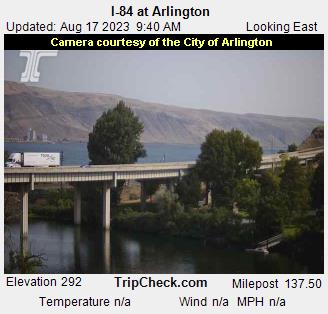 I-84 at Arlington
Updated: Aug 17 2023 9:40 AM Looking East
Camera courtesy of the City of Arlington
Elevation 292 TripCheck.com Milepost 137.50
Temperature n/a Wind n/a MPH n/a